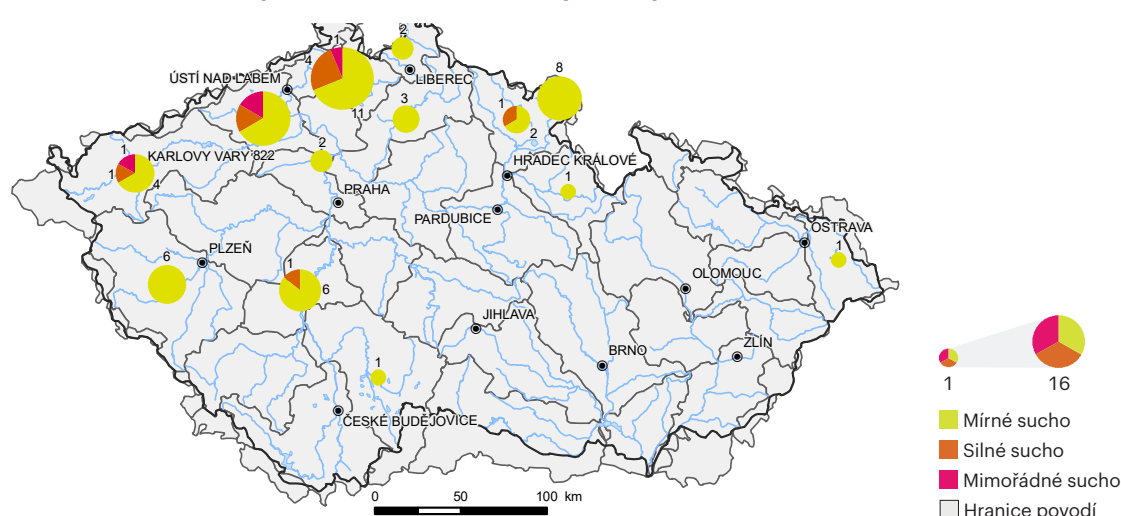 2
1
4
8
LIBEREC
ÚSTÍ NAD LABEM
11
3
1
2
2
1
KARLOVY VARY 822
HRADEC KRÁLOVÉ
1
4
1
PRAHA
PARDUBICE
OSTRAVA
1
PLZEŇ
6
1
6
OLOMOUC
JIHLAVA
ZLÍN
BRNO
1
ČESKÉ BUDĚJOVICE
0 50 100 km
1 16
Mírné sucho
Silné sucho
Mimořádné sucho
Hranice povodí